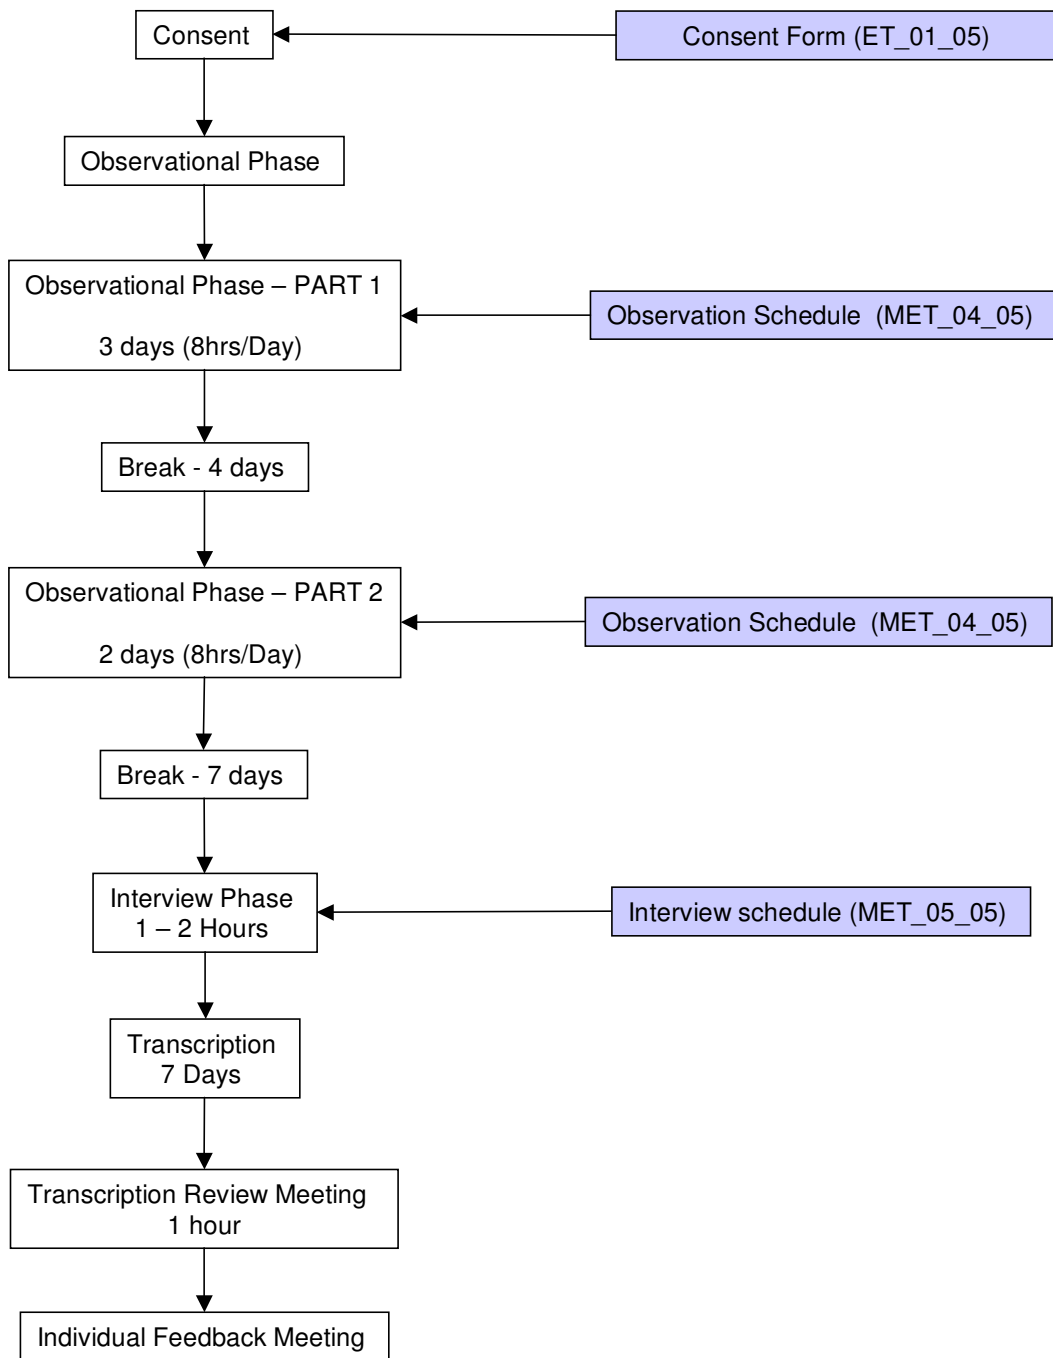 Consent
Consent Form (ET_01_05)
Observational Phase
Observational Phase – PART 1
3 days (8hrs/Day)
Observation Schedule  (MET_04_05)
Break - 4 days
Observational Phase – PART 2
2 days (8hrs/Day)
Observation Schedule  (MET_04_05)
Break - 7 days
Interview Phase
1 – 2 Hours
Interview schedule (MET_05_05)
Transcription
7 Days
Transcription Review Meeting
1 hour
Individual Feedback Meeting